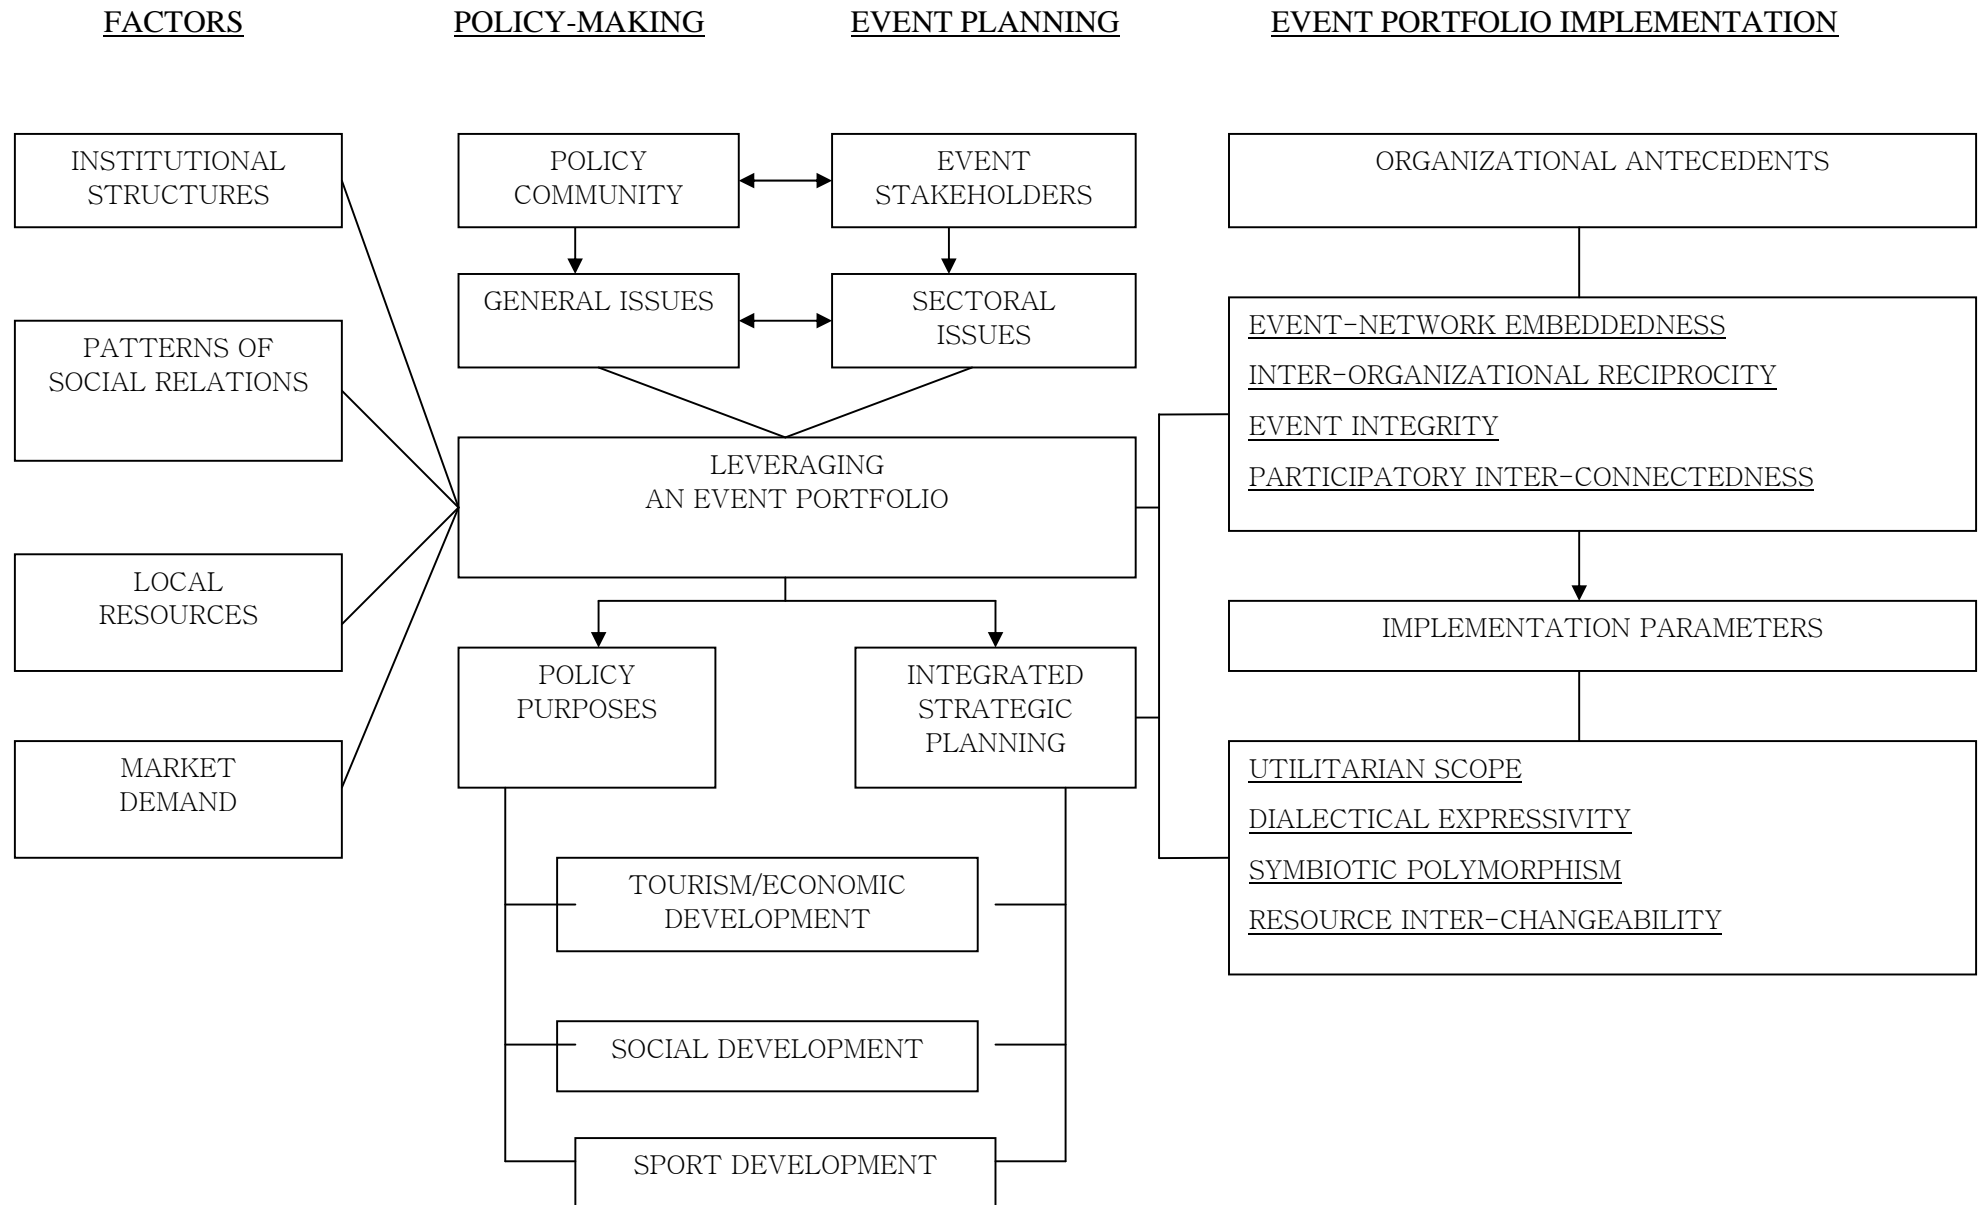 FACTORS
POLICY-MAKING
EVENT PLANNING
EVENT PORTFOLIO IMPLEMENTATION
INSTITUTIONAL
STRUCTURES
PATTERNS OF
SOCIAL RELATIONS
LOCAL
RESOURCES
MARKET
DEMAND
POLICY
COMMUNITY
EVENT
STAKEHOLDERS
GENERAL ISSUES
SECTORAL
ISSUES
LEVERAGING
AN EVENT PORTFOLIO
POLICY
PURPOSES
INTEGRATED
STRATEGIC
PLANNING
TOURISM/ECONOMIC
DEVELOPMENT
SOCIAL DEVELOPMENT
SPORT DEVELOPMENT
ORGANIZATIONAL ANTECEDENTS
EVENT-NETWORK EMBEDDEDNESS
INTER-ORGANIZATIONAL RECIPROCITY
EVENT INTEGRITY
PARTICIPATORY INTER-CONNECTEDNESS
IMPLEMENTATION PARAMETERS
UTILITARIAN SCOPE
DIALECTICAL EXPRESSIVITY
SYMBIOTIC POLYMORPHISM
RESOURCE INTER-CHANGEABILITY